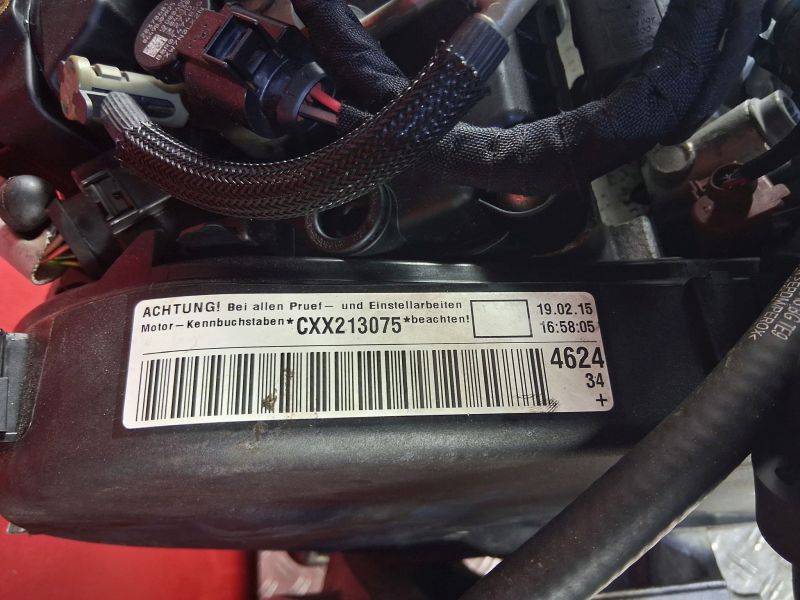 ACHTUNG! Bei allen Pruef- und Einstellarbeiten
Motor-Kennbuchstaben *CXX213075* beachten!
19.02.15
16:58:05
4624
34
+